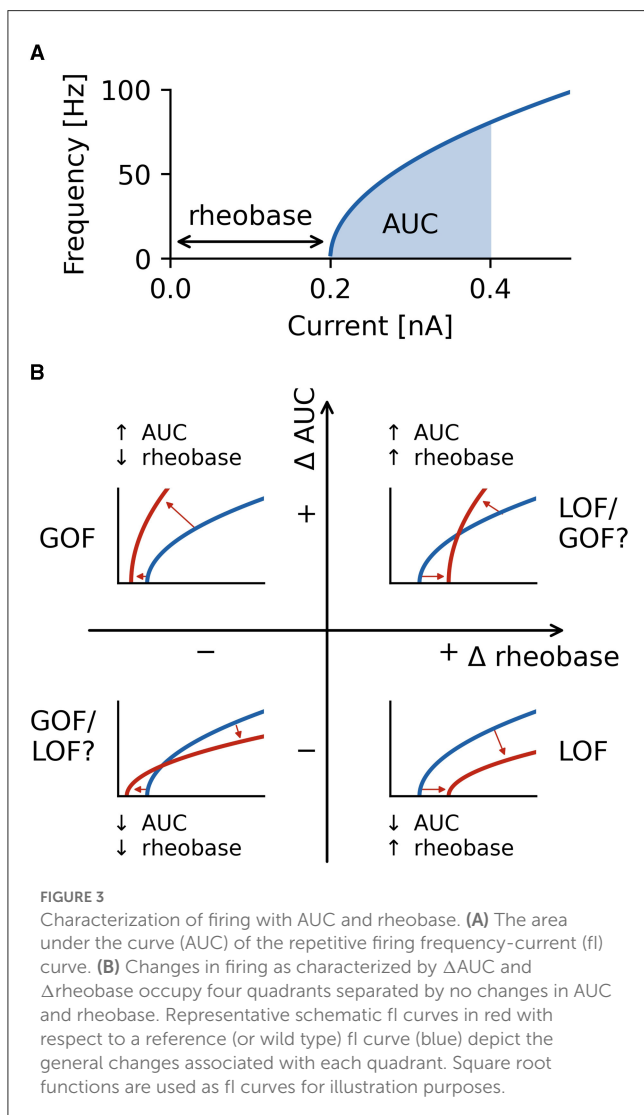 A
Frequency [Hz]
100
50
0
rheobase
AUC
0.0
0.2
0.4
Current [nA]
B
Δ AUC
↑ AUC
↓ rheobase
↑ AUC
↑ rheobase
GOF
+
LOF/
GOF?
−
+ Δ rheobase
GOF/
LOF?
−
LOF
↓ AUC
↓ rheobase
↓ AUC
↑ rheobase
FIGURE 3
Characterization of firing with AUC and rheobase. (A) The area
under the curve (AUC) of the repetitive firing frequency-current (fI)
curve. (B) Changes in firing as characterized by ΔAUC and
Δrheobase occupy four quadrants separated by no changes in AUC
and rheobase. Representative schematic fI curves in red with
respect to a reference (or wild type) fI curve (blue) depict the
general changes associated with each quadrant. Square root
functions are used as fI curves for illustration purposes.